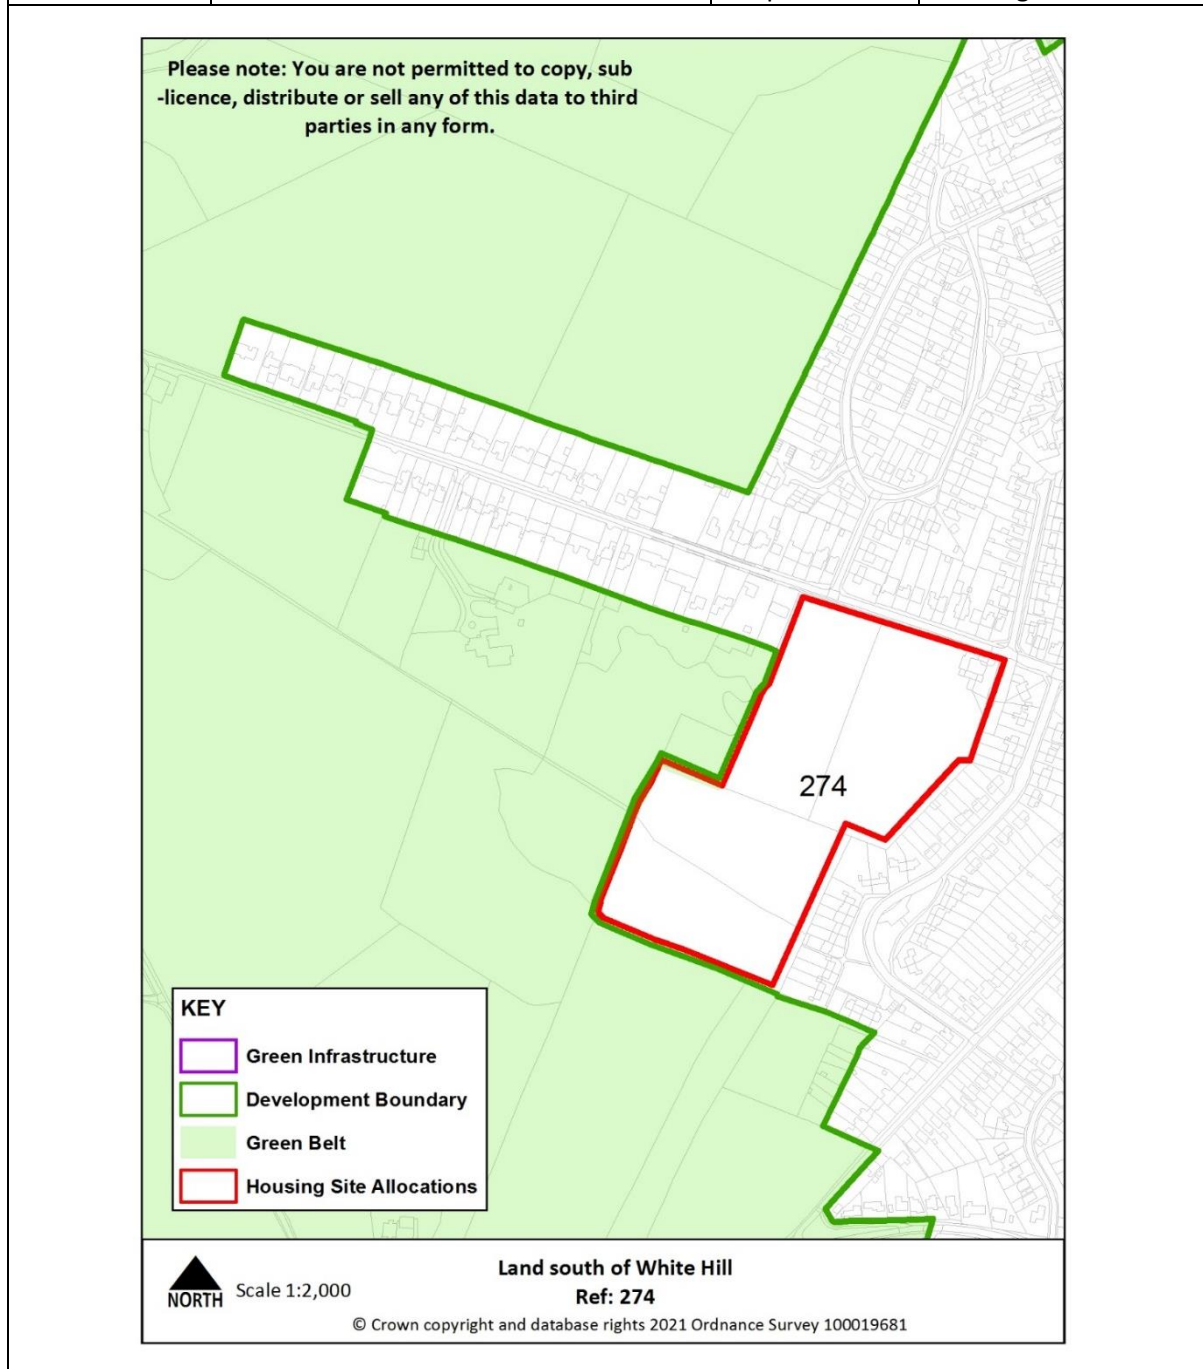 Please note: You are not permitted to copy, sub
-licence, distribute or sell any of this data to third
parties in any form.
274
KEY
Green Infrastructure
Development Boundary
Green Belt
Housing Site Allocations
NORTH
Scale 1:2,000
Land south of White Hill
Ref: 274
© Crown copyright and database rights 2021 Ordnance Survey 100019681